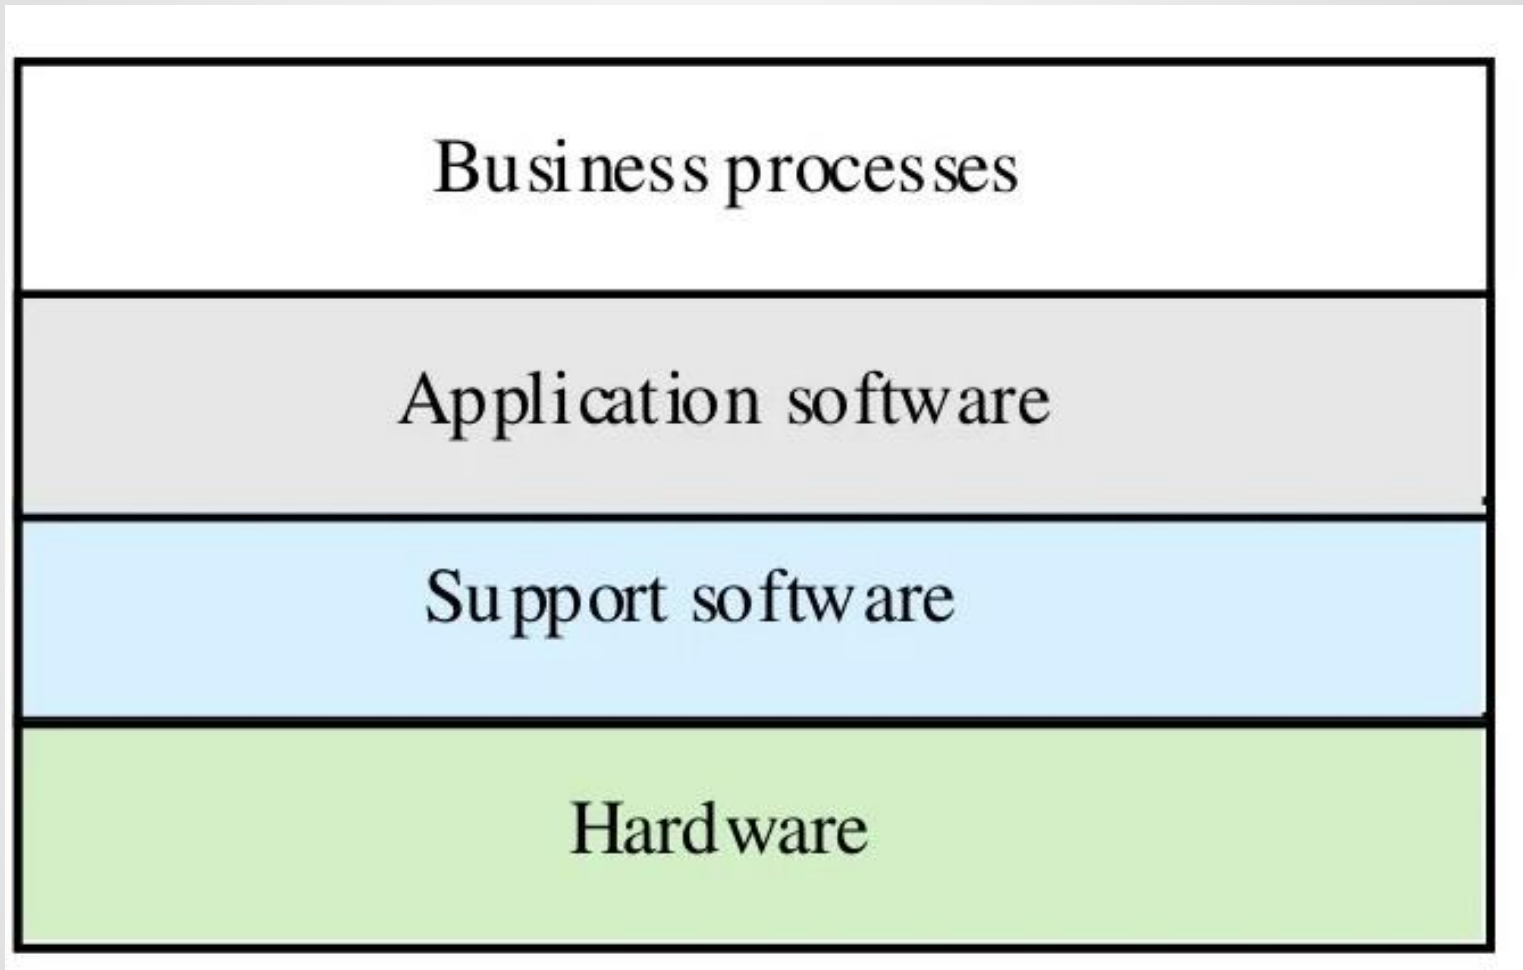 Business processes
Application software
Support software
Hardware